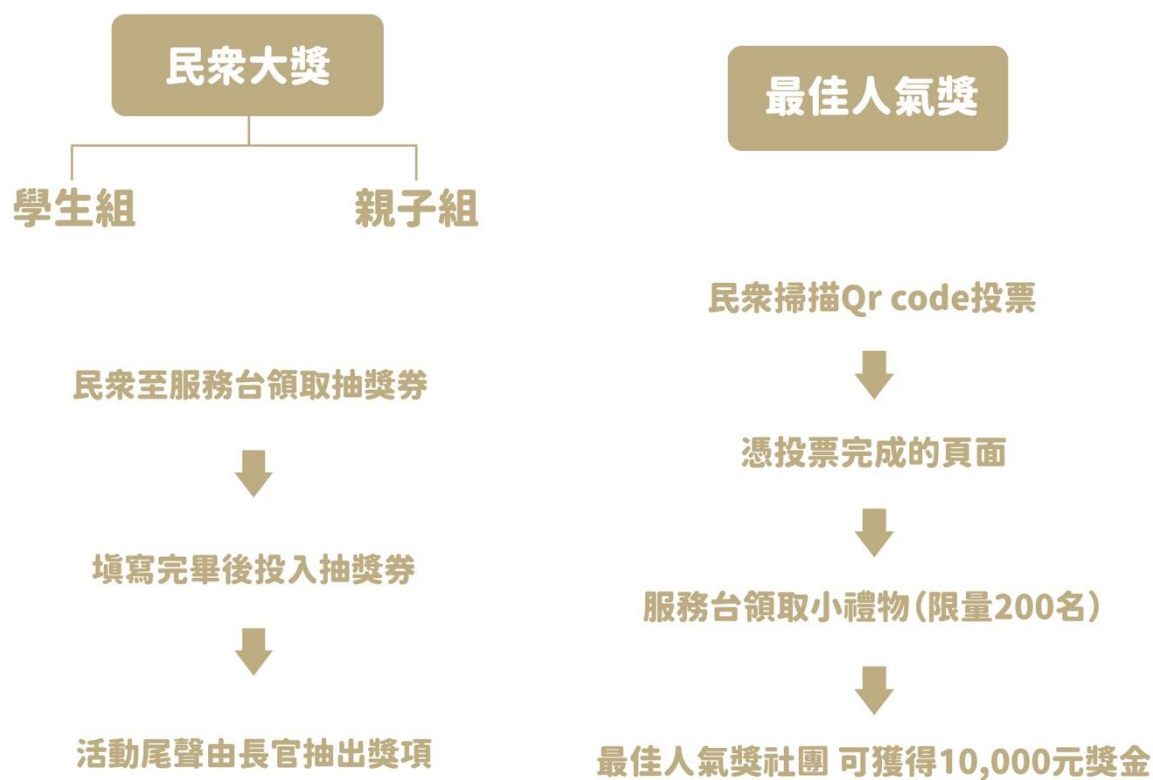 民眾大獎
學生組
親子組
民眾至服務台領取抽獎券
填寫完畢後投入抽獎券
活動尾聲由長官抽出獎項
最佳人氣獎
民眾掃描Qr code投票
憑投票完成的頁面
服務台領取小禮物(限量200名)
最佳人氣獎社團 可獲得10,000元獎金